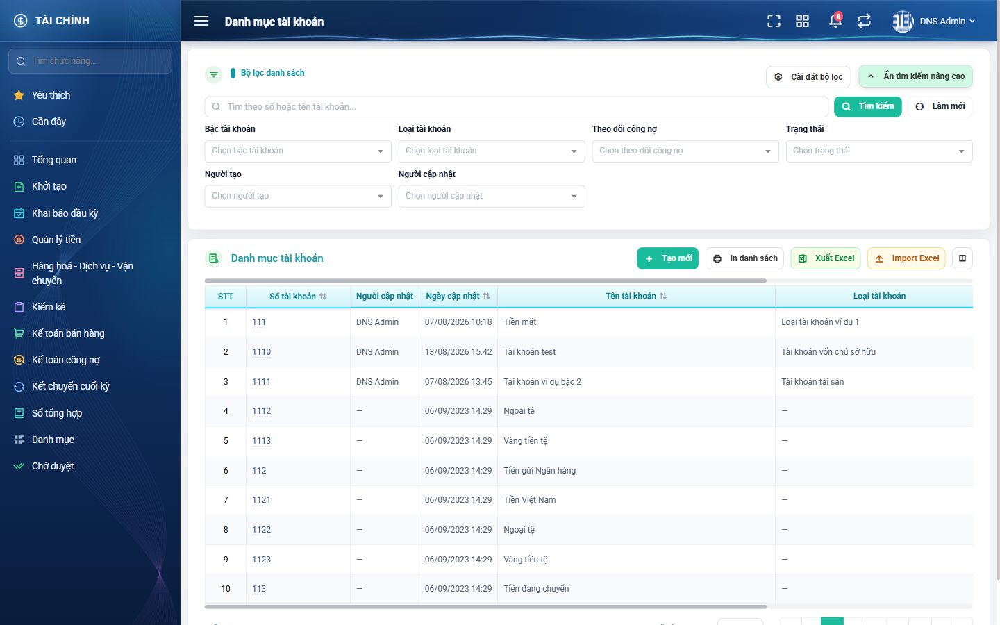 TÀI CHÍNH
Danh mục tài khoản
8
DNS Admin
Tìm chức năng...
Yêu thích
Gần đây
Tổng quan
Khởi tạo
Khai báo đầu kỳ
Quản lý tiền
Hàng hoá - Dịch vụ - Vận
chuyển
Kiểm kê
Kế toán bán hàng
Kế toán công nợ
Kết chuyển cuối kỳ
Sổ tổng hợp
Danh mục
Chờ duyệt
Bộ lọc danh sách
Cài đặt bộ lọc
Ẩn tìm kiếm nâng cao
Tìm theo số hoặc tên tài khoản...
Tìm kiếm
Làm mới
Bậc tài khoản Loại tài khoản Theo dõi công nợ Trạng thái
Chọn bậc tài khoản Chọn loại tài khoản Chọn theo dõi công nợ Chọn trạng thái
Người tạo Người cập nhật
Chọn người tạo Chọn người cập nhật
Danh mục tài khoản
Tạo mới In danh sách Xuất Excel Import Excel
STT Số tài khoản Người cập nhật Ngày cập nhật Tên tài khoản Loại tài khoản
1 111 DNS Admin 07/08/2026 10:18 Tiền mặt Loại tài khoản ví dụ 1
2 1110 DNS Admin 13/08/2026 15:42 Tài khoản test Tài khoản vốn chủ sở hữu
3 1111 DNS Admin 07/08/2026 13:45 Tài khoản ví dụ bậc 2 Tài khoản tài sản
4 1112 — 06/09/2023 14:29 Ngoại tệ —
5 1113 — 06/09/2023 14:29 Vàng tiền tệ —
6 112 — 06/09/2023 14:29 Tiền gửi Ngân hàng —
7 1121 — 06/09/2023 14:29 Tiền Việt Nam —
8 1122 — 06/09/2023 14:29 Ngoại tệ —
9 1123 — 06/09/2023 14:29 Vàng tiền tệ —
10 113 — 06/09/2023 14:29 Tiền đang chuyển —